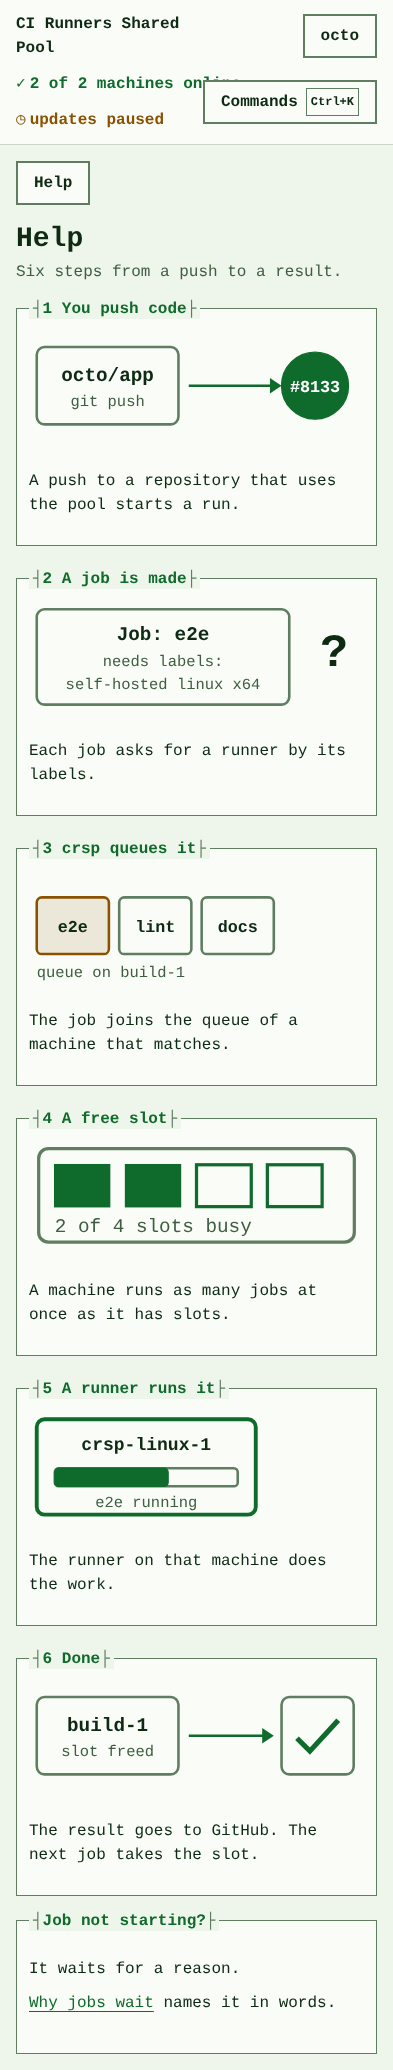 CI Runners Shared
Pool
octo
✓ 2 of 2 machines online
Commands Ctrl+K
◷ updates paused
Help
Help
Six steps from a push to a result.
1 You push code
octo/app
git push
#8133
A push to a repository that uses
the pool starts a run.
2 A job is made
Job: e2e
needs labels:
self-hosted linux x64
?
Each job asks for a runner by its
labels.
3 crsp queues it
e2e lint docs
queue on build-1
The job joins the queue of a
machine that matches.
4 A free slot
2 of 4 slots busy
A machine runs as many jobs at
once as it has slots.
5 A runner runs it
crsp-linux-1
e2e running
The runner on that machine does
the work.
6 Done
build-1
slot freed
The result goes to GitHub. The
next job takes the slot.
Job not starting?
It waits for a reason.
Why jobs wait names it in words.